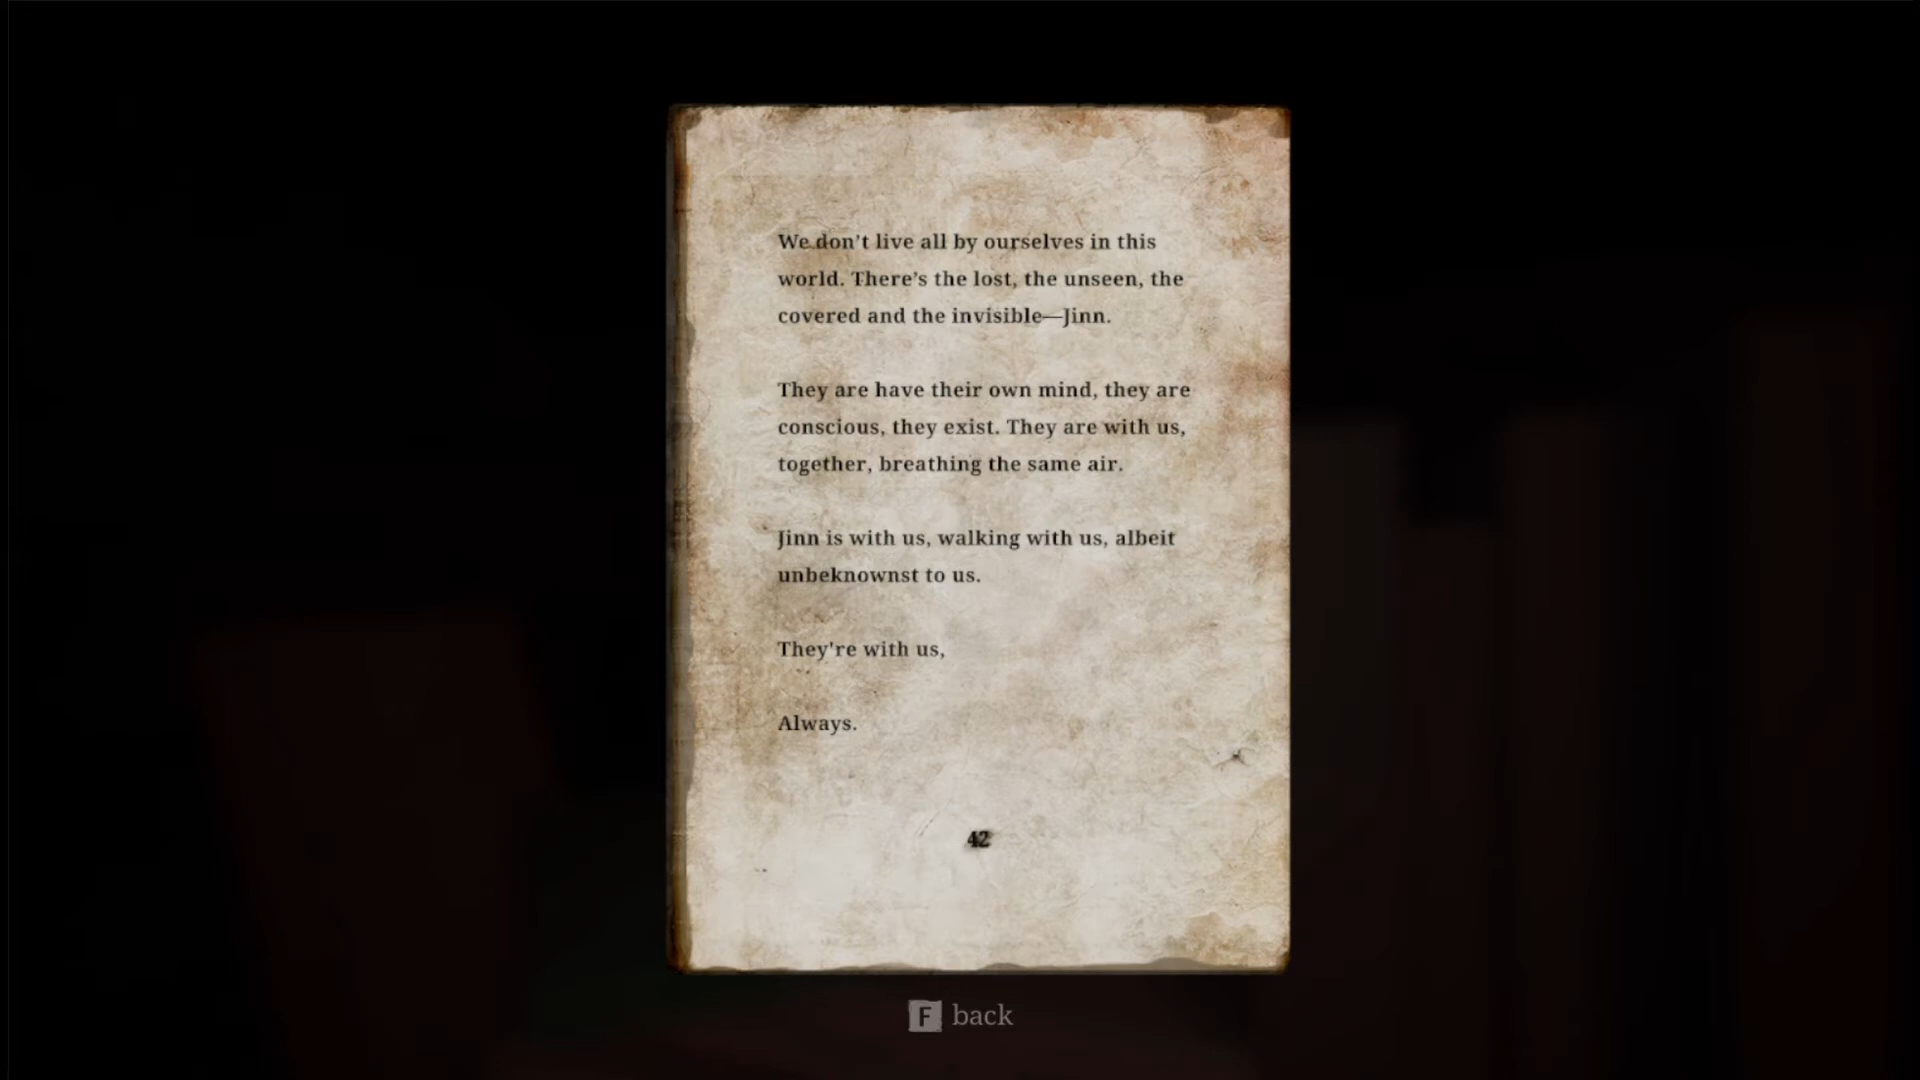 We don’t live all by ourselves in this
world. There’s the lost, the unseen, the
covered and the invisible—Jinn.
They are have their own mind, they are
conscious, they exist. They are with us,
together, breathing the same air.
Jinn is with us, walking with us, albeit
unbeknownst to us.
They're with us,
Always.
42
F back